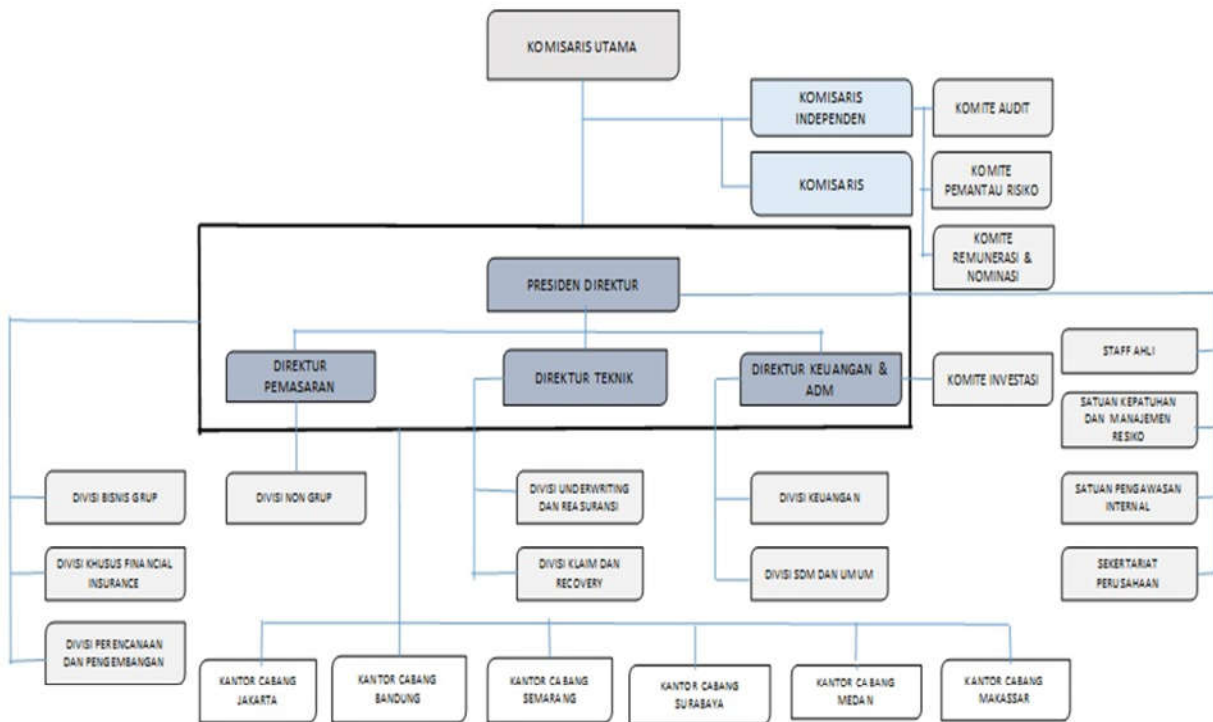 KOMISARIS UTAMA
KOMISARIS
INDEPENDEN
KOMITE AUDIT
KOMISARIS
KOMITE
PEMANTAU RISIKO
KOMITE
REMUNERASI &
NOMINASI
PRESIDEN DIREKTUR
DIREKTUR
PEMASARAN
DIREKTUR TEKNIK
DIREKTUR KEUANGAN &
ADM
KOMITE INVESTASI
STAFF AHLI
SATUAN KEPATUHAN
DAN MANAJEMEN
RESIKO
DIVISI BISNIS GRUP
DIVISI NON GRUP
DIVISI UNDERWRITING
DAN REASURANSI
DIVISI KEUANGAN
SATUAN PENGAWASAN
INTERNAL
DIVISI KHUSUS FINANCIAL
INSURANCE
DIVISI KLAIM DAN
RECOVERY
DIVISI SDM DAN UMUM
SEKERTARIAT
PERUSAHAAN
DIVISI PERENCANAAN
DAN PENGEMBANGAN
KANTOR CABANG
JAKARTA
KANTOR CABANG
BANDUNG
KANTOR CABANG
SEMARANG
KANTOR CABANG
SURABAYA
KANTOR CABANG
MEDAN
KANTOR CABANG
MAKASSAR